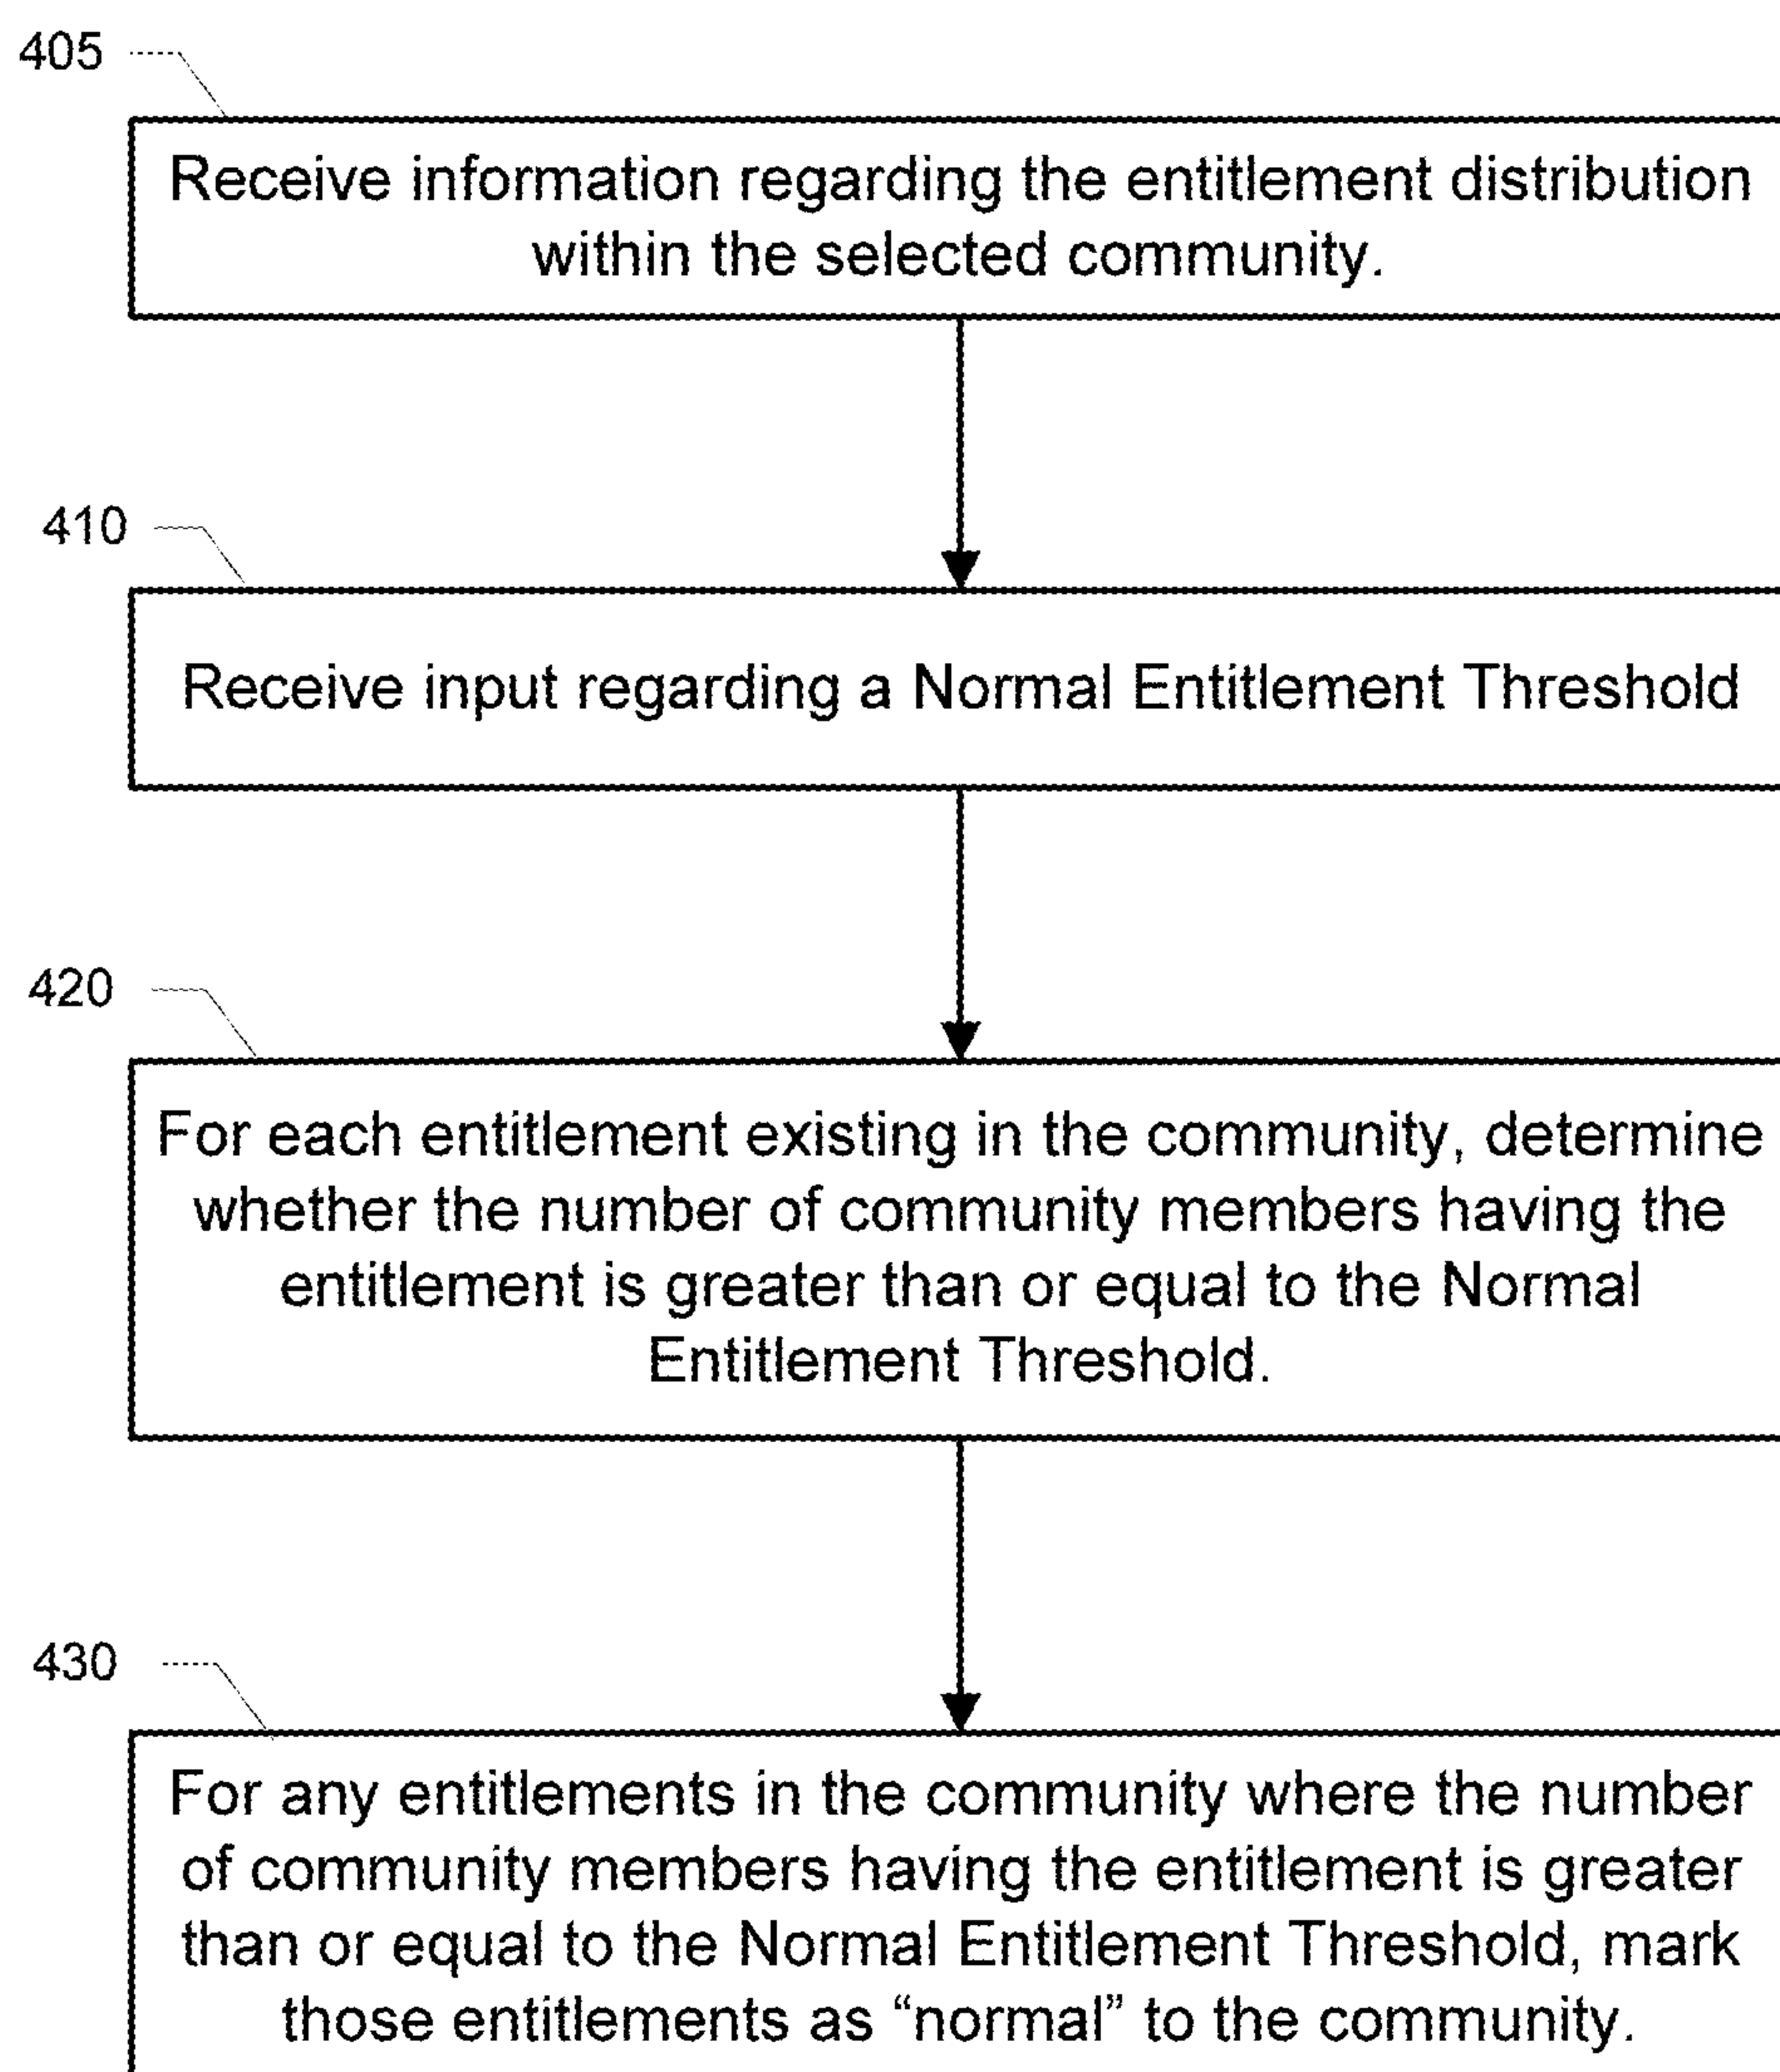 405
Receive information regarding the entitlement distribution
within the selected community.
410
Receive input regarding a Normal Entitlement Threshold
420
For each entitlement existing in the community, determine
whether the number of community members having the
entitlement is greater than or equal to the Normal
Entitlement Threshold.
430
For any entitlements in the community where the number
of community members having the entitlement is greater
than or equal to the Normal Entitlement Threshold, mark
those entitlements as “normal” to the community.